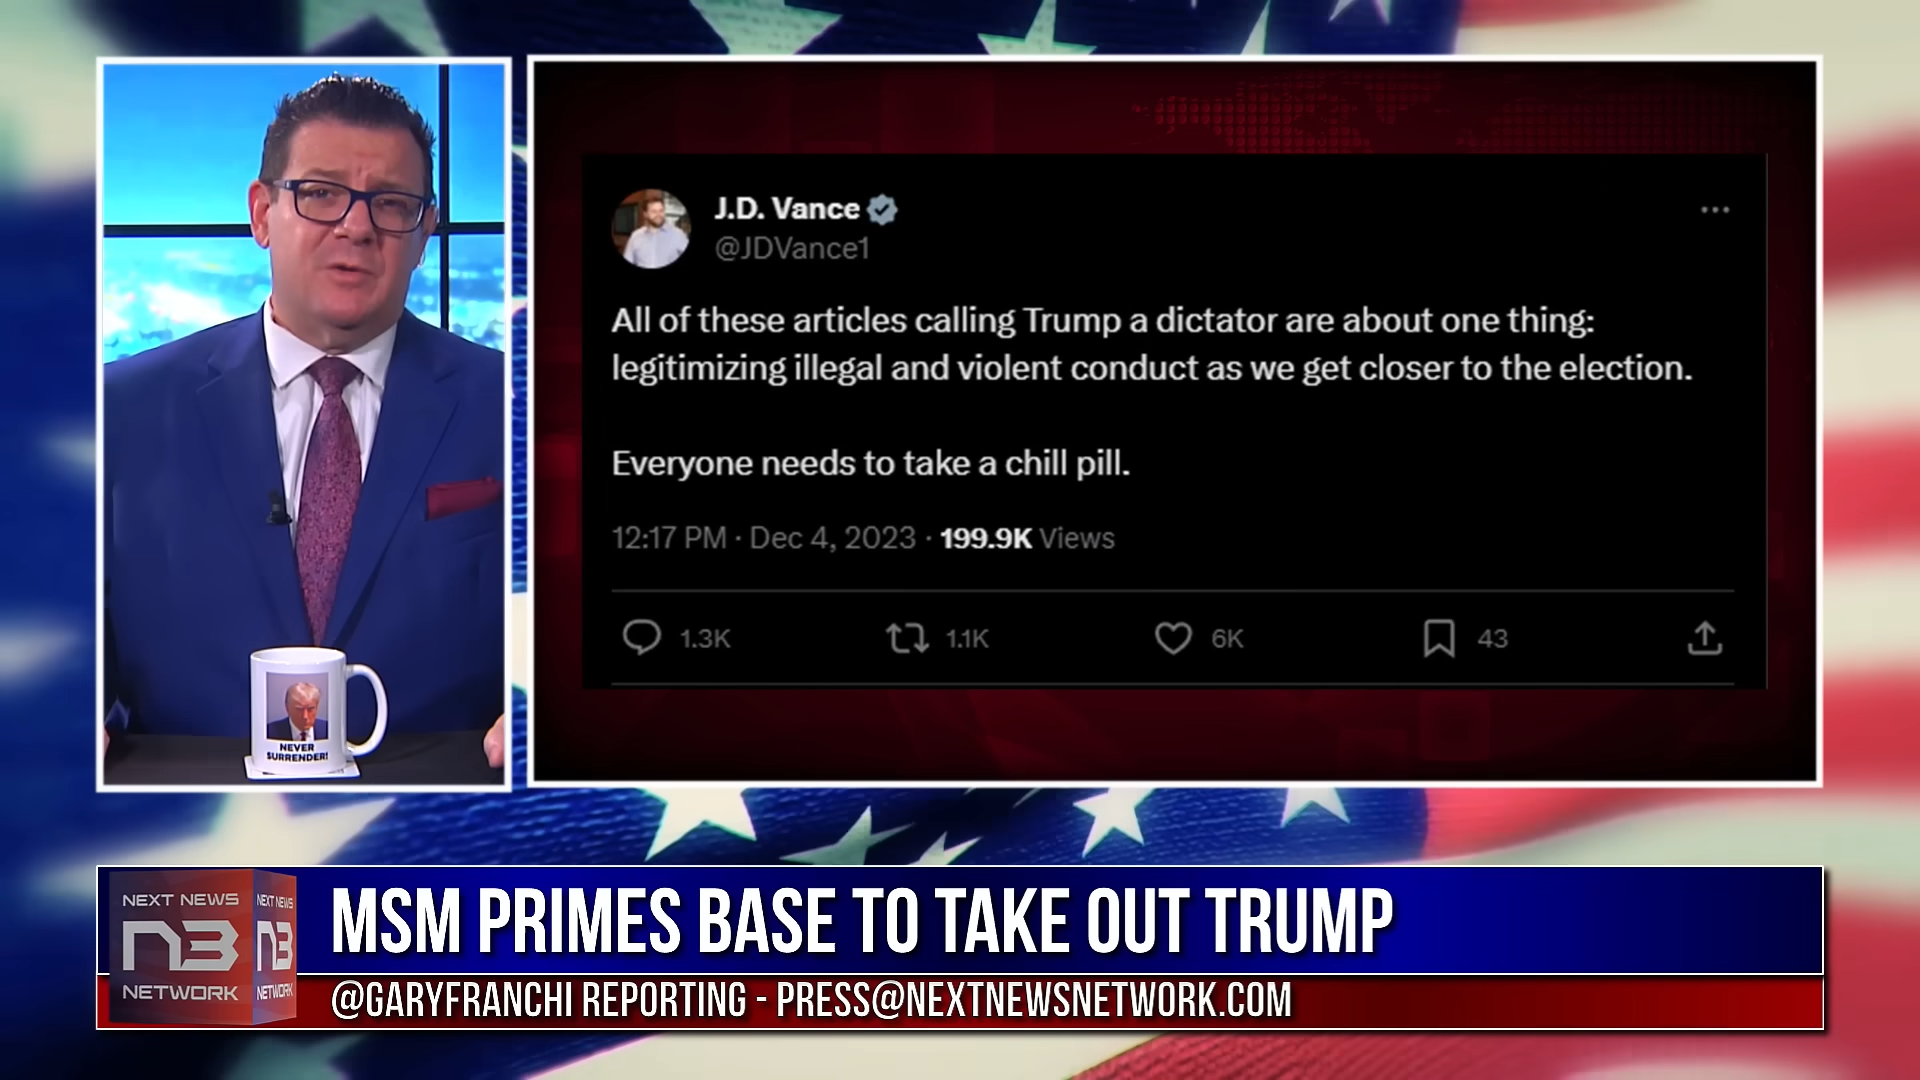 J.D. Vance
@JDVance1
All of these articles calling Trump a dictator are about one thing:
legitimizing illegal and violent conduct as we get closer to the election.
Everyone needs to take a chill pill.
12:17 PM · Dec 4, 2023 · 199.9K Views
1.3K 1.1K 6K 43
NEVER
SURRENDER!
NEXT NEWS
N3
NETWORK
NEXT NEWS
N3
NETWORK
MSM PRIMES BASE TO TAKE OUT TRUMP
@GARYFRANCHI REPORTING - PRESS@NEXTNEWSNETWORK.COM